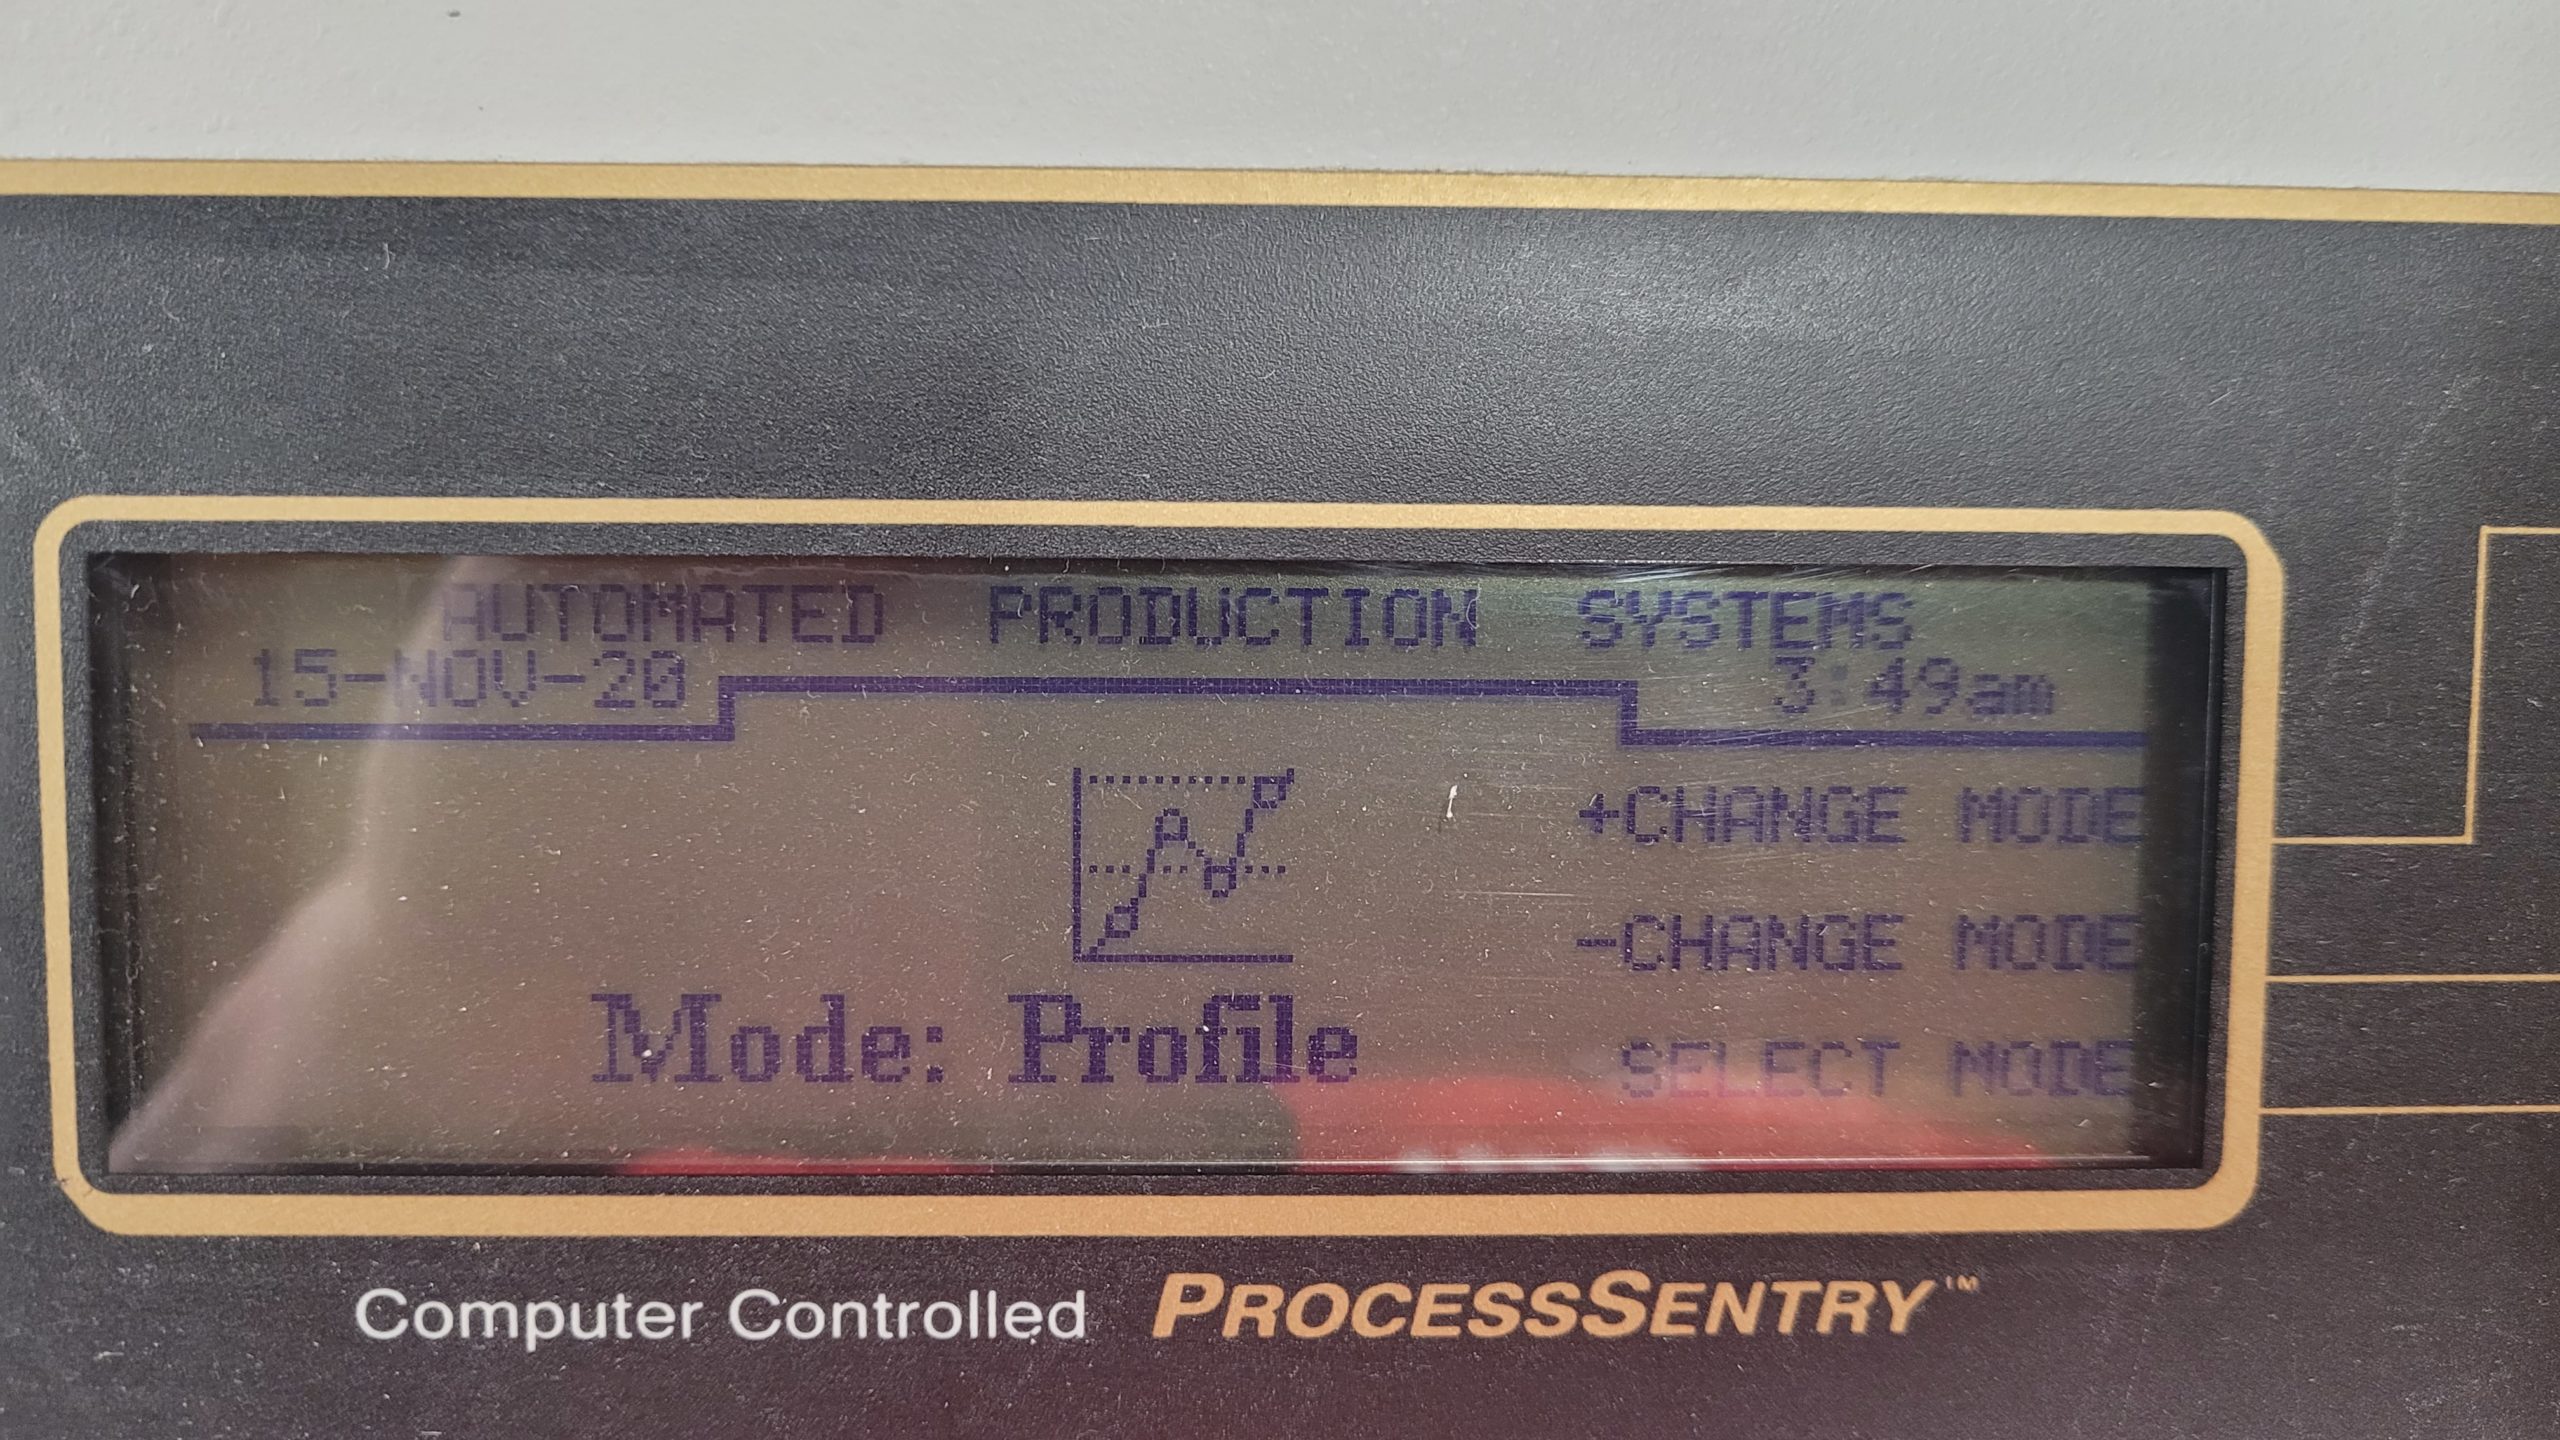 AUTOMATED PRODUCTION SYSTEMS
15-NOV-20 3:49am
+CHANGE MODE
-CHANGE MODE
Mode: Profile
SELECT MODE
Computer Controlled PROCESSSENTRY™